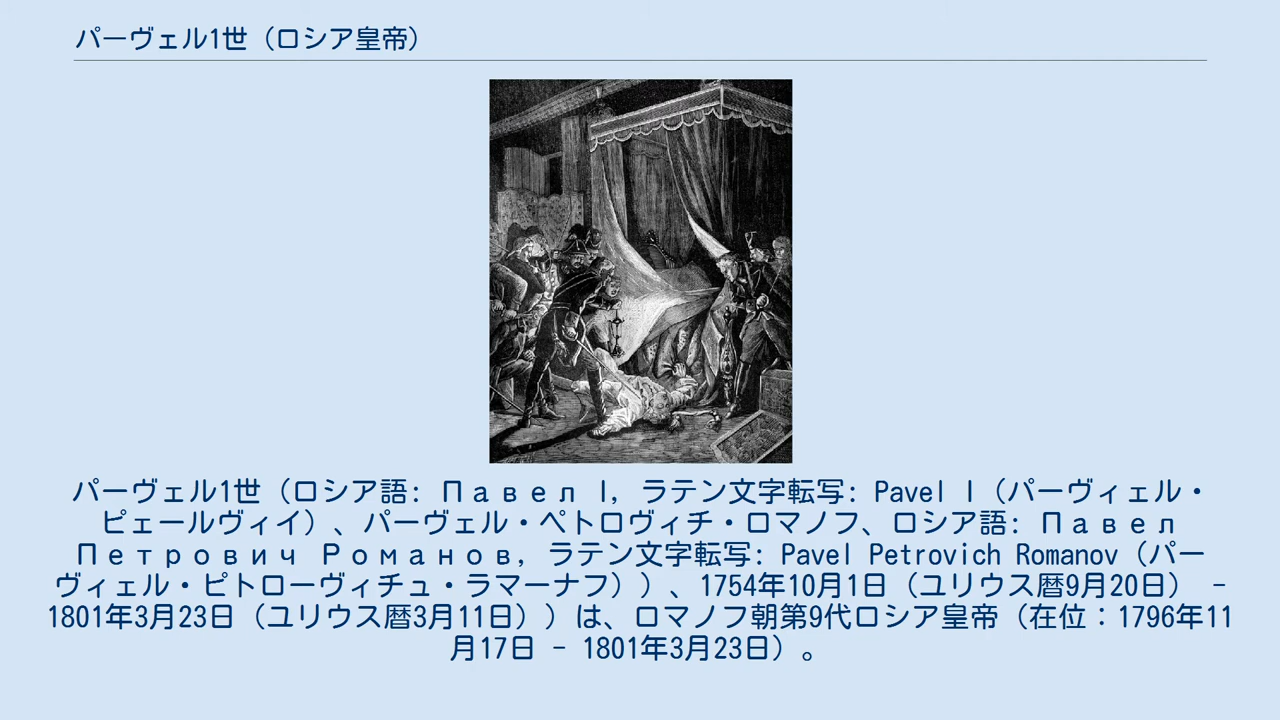 パーヴェル1世（ロシア皇帝）
パーヴェル1世（ロシア語: Павел I, ラテン文字転写: Pavel I（パーヴィェル・
ピェールヴィイ）、パーヴェル・ペトロヴィチ・ロマノフ、ロシア語: Павел
Петрович Романов, ラテン文字転写: Pavel Petrovich Romanov（パー
ヴィェル・ピトローヴィチュ・ラマーナフ））、1754年10月1日（ユリウス暦9月20日） -
1801年3月23日（ユリウス暦3月11日））は、ロマノフ朝第9代ロシア皇帝（在位：1796年11
月17日 - 1801年3月23日）。